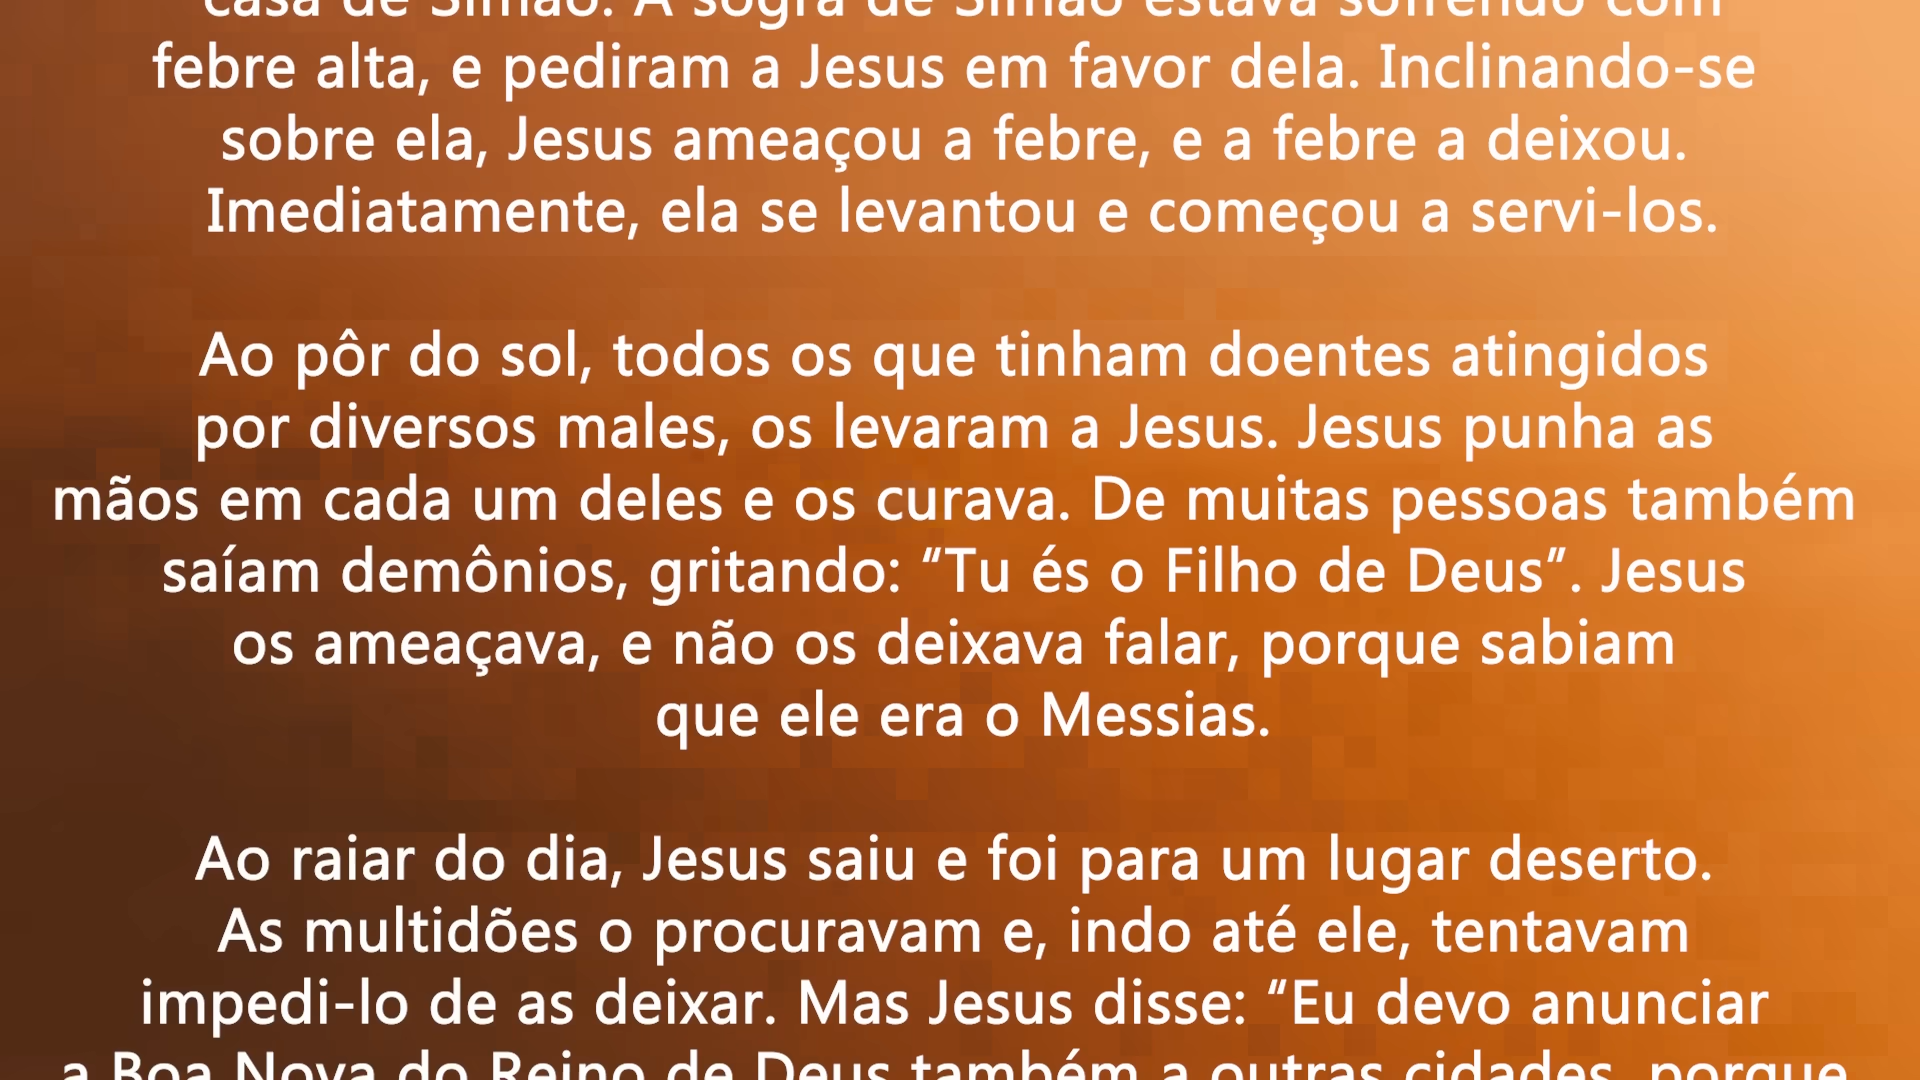 casa de Simão. A sogra de Simão estava sofrendo com
febre alta, e pediram a Jesus em favor dela. Inclinando-se
sobre ela, Jesus ameaçou a febre, e a febre a deixou.
Imediatamente, ela se levantou e começou a servi-los.
Ao pôr do sol, todos os que tinham doentes atingidos
por diversos males, os levaram a Jesus. Jesus punha as
mãos em cada um deles e os curava. De muitas pessoas também
saíam demônios, gritando: “Tu és o Filho de Deus”. Jesus
os ameaçava, e não os deixava falar, porque sabiam
que ele era o Messias.
Ao raiar do dia, Jesus saiu e foi para um lugar deserto.
As multidões o procuravam e, indo até ele, tentavam
impedi-lo de as deixar. Mas Jesus disse: “Eu devo anunciar
a Boa Nova do Reino de Deus também a outras cidades, porque